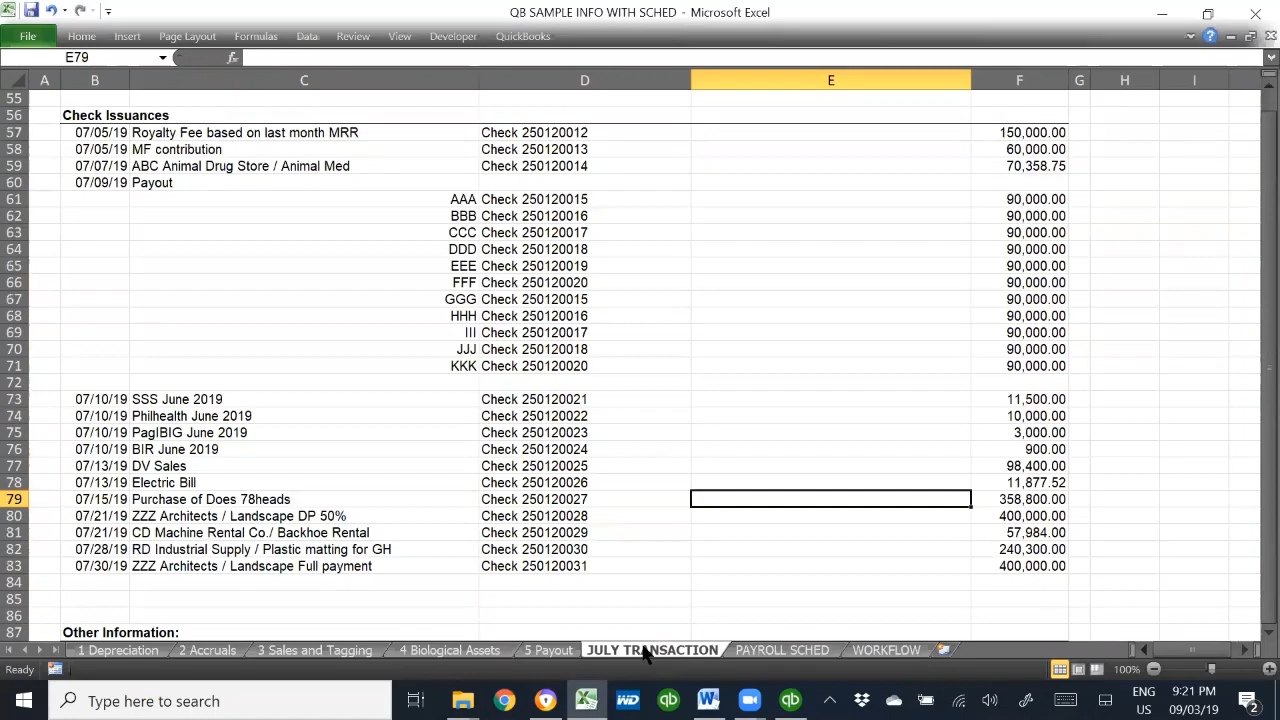 QB SAMPLE INFO WITH SCHED - Microsoft Excel
File Home Insert Page Layout Formulas Data Review View Developer QuickBooks
E79 fx
A B C D E F G H I
55
56 Check Issuances
57 07/05/19 Royalty Fee based on last month MRR Check 250120012 150,000.00
58 07/05/19 MF contribution Check 250120013 60,000.00
59 07/07/19 ABC Animal Drug Store / Animal Med Check 250120014 70,358.75
60 07/09/19 Payout
61 AAA Check 250120015 90,000.00
62 BBB Check 250120016 90,000.00
63 CCC Check 250120017 90,000.00
64 DDD Check 250120018 90,000.00
65 EEE Check 250120019 90,000.00
66 FFF Check 250120020 90,000.00
67 GGG Check 250120015 90,000.00
68 HHH Check 250120016 90,000.00
69 III Check 250120017 90,000.00
70 JJJ Check 250120018 90,000.00
71 KKK Check 250120020 90,000.00
72
73 07/10/19 SSS June 2019 Check 250120021 11,500.00
74 07/10/19 Philhealth June 2019 Check 250120022 10,000.00
75 07/10/19 PagIBIG June 2019 Check 250120023 3,000.00
76 07/10/19 BIR June 2019 Check 250120024 900.00
77 07/13/19 DV Sales Check 250120025 98,400.00
78 07/13/19 Electric Bill Check 250120026 11,877.52
79 07/15/19 Purchase of Does 78heads Check 250120027 358,800.00
80 07/21/19 ZZZ Architects / Landscape DP 50% Check 250120028 400,000.00
81 07/21/19 CD Machine Rental Co./ Backhoe Rental Check 250120029 57,984.00
82 07/28/19 RD Industrial Supply / Plastic matting for GH Check 250120030 240,300.00
83 07/30/19 ZZZ Architects / Landscape Full payment Check 250120031 400,000.00
84
85
86
87 Other Information:
1 Depreciation 2 Accruals 3 Sales and Tagging 4 Biological Assets 5 Payout JULY TRANSACTION PAYROLL SCHED WORKFLOW
Ready 100%
Type here to search ENG 9:21 PM
US 09/03/19 2